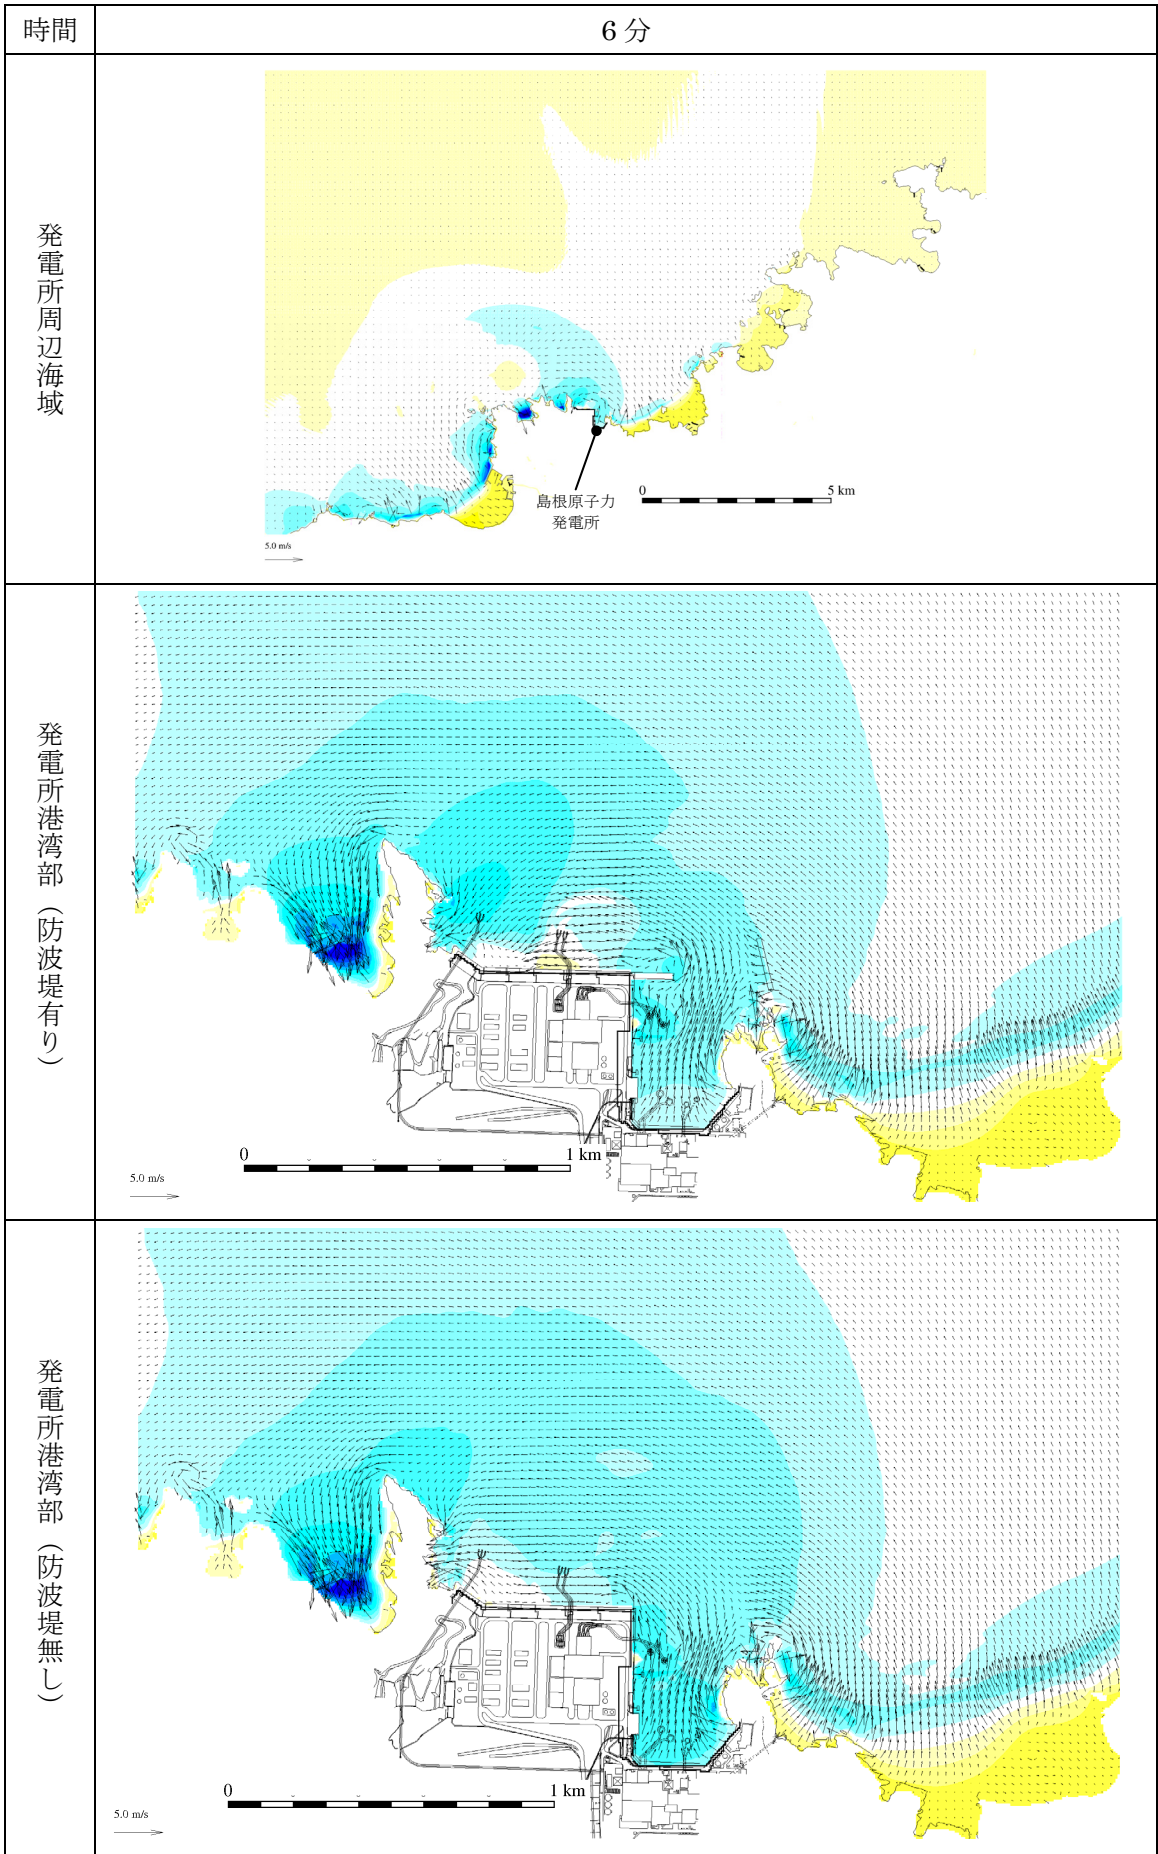 時間
6 分
発電所周辺海域
島根原子力
発電所
0
5 km
5.0 m/s
発電所港湾部（防波堤有り）
0
1 km
5.0 m/s
発電所港湾部（防波堤無し）
0
1 km
5.0 m/s